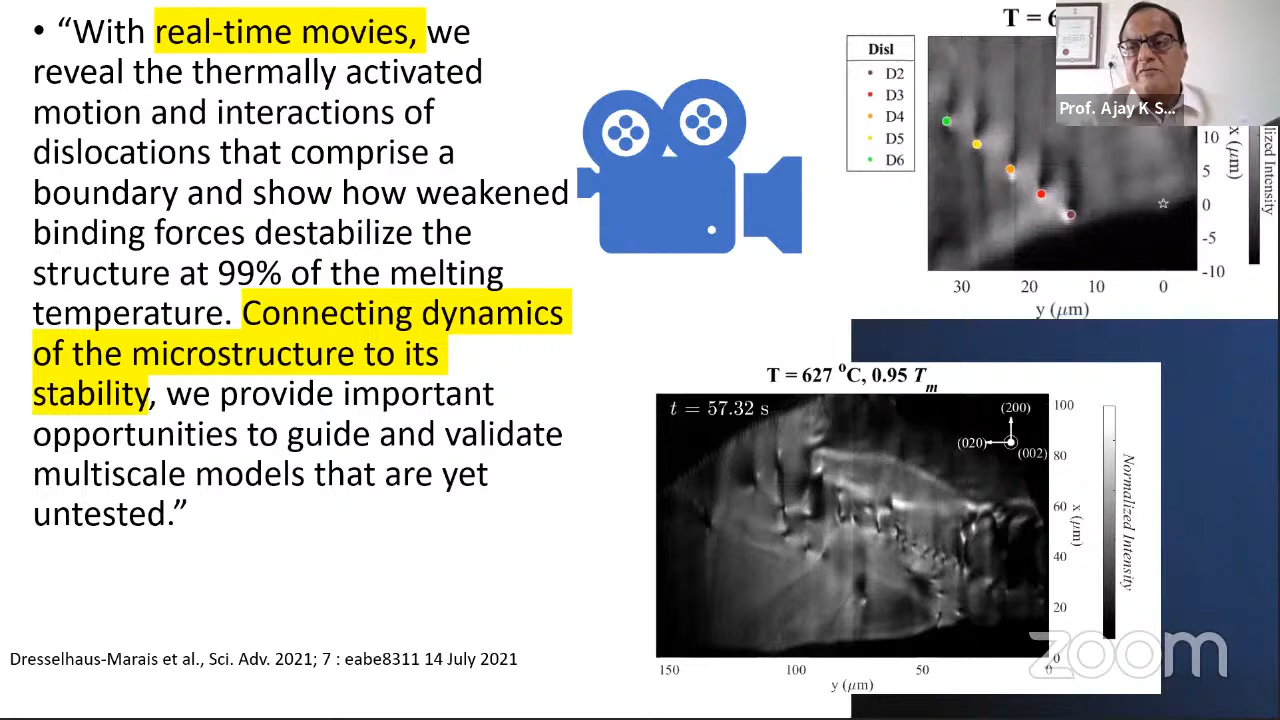 • “With real-time movies, we
reveal the thermally activated
motion and interactions of
dislocations that comprise a
boundary and show how weakened
binding forces destabilize the
structure at 99% of the melting
temperature. Connecting dynamics
of the microstructure to its
stability, we provide important
opportunities to guide and validate
multiscale models that are yet
untested.”
Dresselhaus-Marais et al., Sci. Adv. 2021; 7 : eabe8311 14 July 2021
T = 6
Disl
D2
D3
D4
D5
D6
10
5
0
-5
-10
x (μm)
lized Intensity
30 20 10 0
y (μm)
Prof. Ajay K S...
T = 627 °C, 0.95 Tm
t = 57.32 s
(200)
(020)
(002)
100
80
60
40
20
0
x (μm)
Normalized Intensity
150 100 50 0
y (μm)
zoom